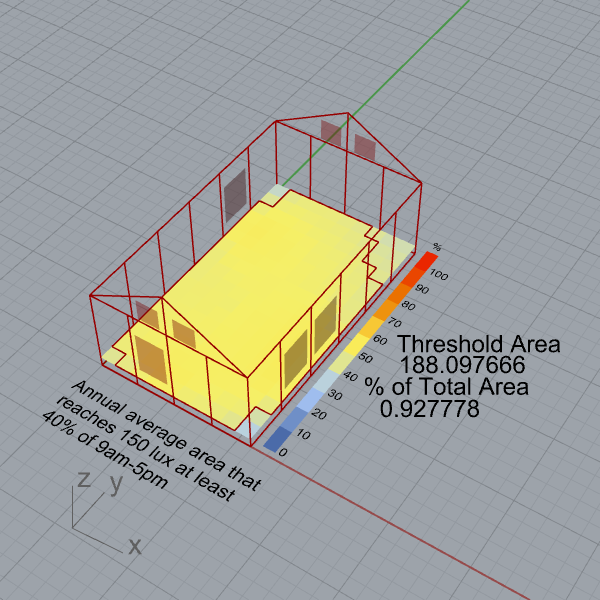 %
100
90
80
70
60
50
40
30
20
10
0
Threshold Area
188.097666
% of Total Area
0.927778
Annual average area that
reaches 150 lux at least
40% of 9am-5pm
z
y
x